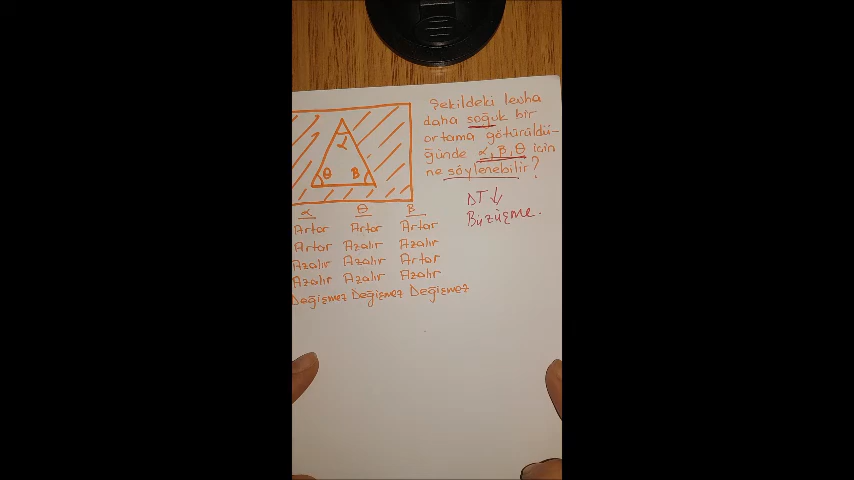 Şekildeki levha
daha soğuk bir
ortama götürüldü-
ğünde α, β, θ için
ne söylenebilir?
ΔT↓
Büzüşme.
α
θ B
α θ β
Artar Artar Artar
Artar Azalır Azalır
Azalır Azalır Artar
Azalır Azalır Azalır
Değişmez Değişmez Değişmez